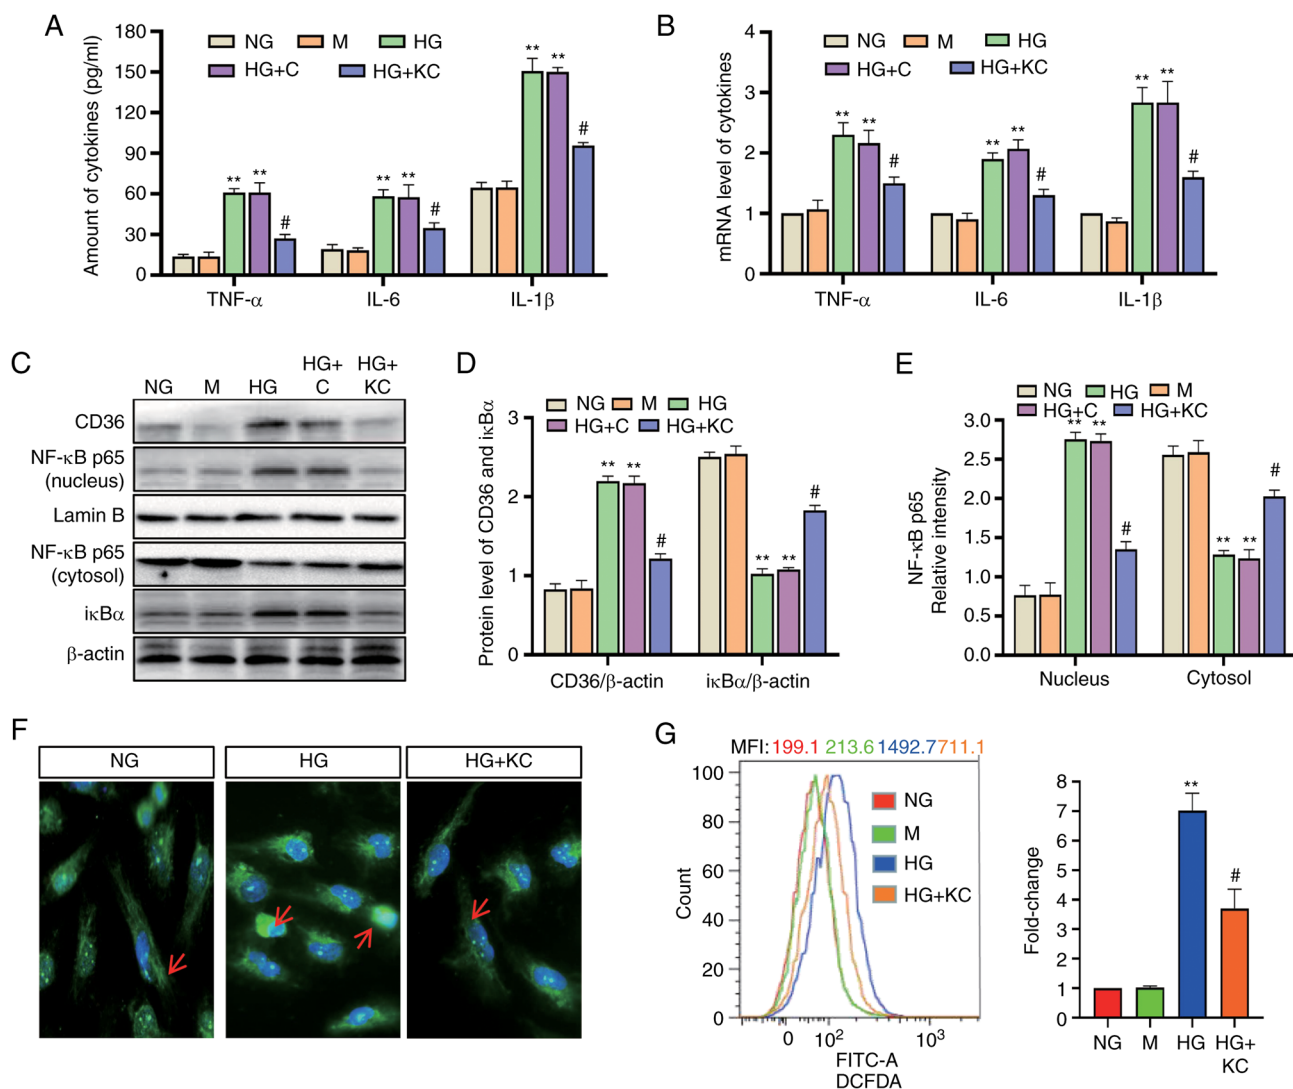 A
Amount of cytokines (pg/ml)
180
150
120
90
60
30
0
NG M HG
HG+C HG+KC
** ** #
** ** #
** ** #
TNF-α IL-6 IL-1β
B
mRNA level of cytokines
4
3
2
1
0
NG M HG
HG+C HG+KC
** ** #
** ** #
** ** #
TNF-α IL-6 IL-1β
C
HG+ HG+
NG M HG C KC
CD36
NF-κB p65
(nucleus)
Lamin B
NF-κB p65
(cytosol)
iκBα
β-actin
D
Protein level of CD36 and iκBα
3
2
1
0
NG M HG
HG+C HG+KC
** ** #
** ** #
CD36/β-actin iκBα/β-actin
E
NF-κB p65
Relative intensity
3.0
2.5
2.0
1.5
1.0
0.5
0.0
NG HG M
HG+C HG+KC
** ** #
** ** #
Nucleus Cytosol
F
NG HG HG+KC
G
MFI: 199.1 213.6 1492.7 711.1
Count
100
80
60
40
20
0
NG
M
HG
HG+KC
0 10² 10³
FITC-A
DCFDA
Fold-change
8
7
6
5
4
3
2
1
0
**
#
NG M HG HG+
KC